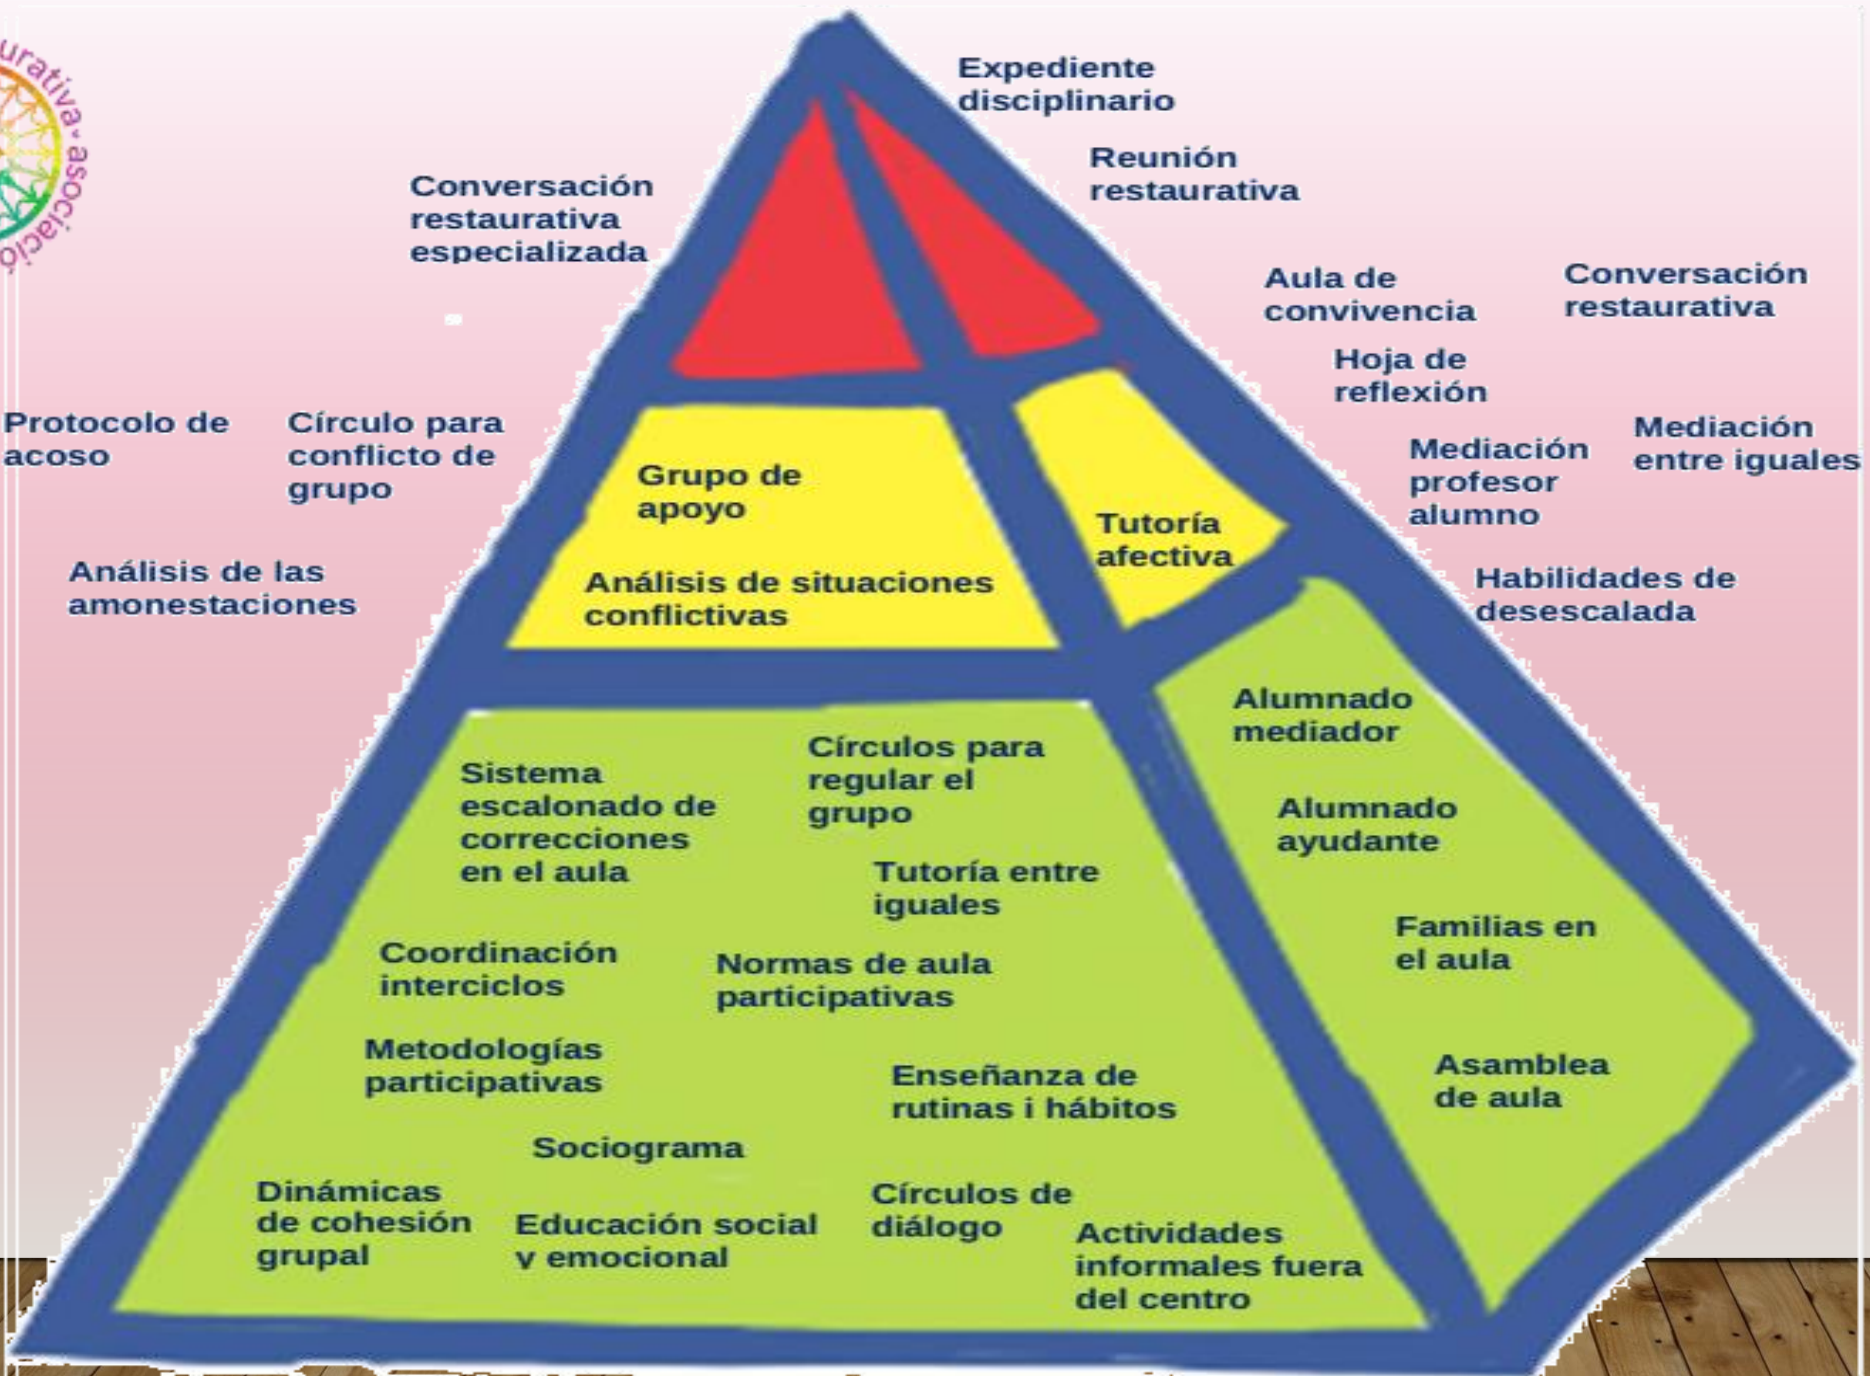 urativa- asociació
Expediente
disciplinario
Reunión
restaurativa
Conversación
restaurativa
especializada
Aula de
convivencia
Conversación
restaurativa
Hoja de
reflexión
Protocolo de
acoso
Círculo para
conflicto de
grupo
Mediación
profesor
alumno
Mediación
entre iguales
Grupo de
apoyo
Tutoría
afectiva
Análisis de las
amonestaciones
Análisis de situaciones
conflictivas
Habilidades de
desescalada
Alumnado
mediador
Sistema
escalonado de
correcciones
en el aula
Círculos para
regular el
grupo
Alumnado
ayudante
Tutoría entre
iguales
Familias en
el aula
Coordinación
interciclos
Normas de aula
participativas
Metodologías
participativas
Enseñanza de
rutinas i hábitos
Asamblea
de aula
Sociograma
Dinámicas
de cohesión
grupal
Educación social
y emocional
Círculos de
diálogo
Actividades
informales fuera
del centro